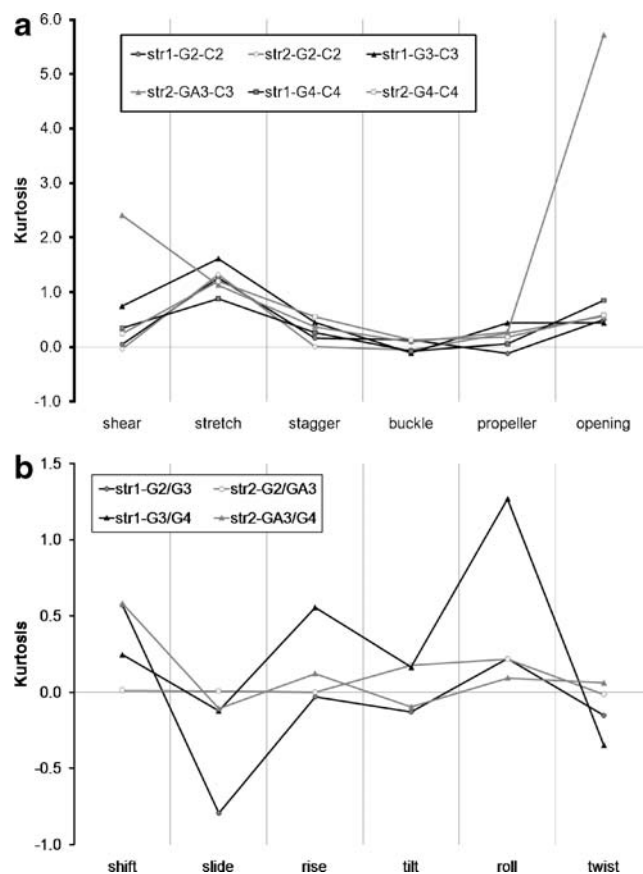 a
6.0
5.0
4.0
3.0
2.0
1.0
0.0
-1.0
Kurtosis
str1-G2-C2 str2-G2-C2 str1-G3-C3
str2-GA3-C3 str1-G4-C4 str2-G4-C4
shear stretch stagger buckle propeller opening
b
1.5
1.0
0.5
0.0
-0.5
-1.0
Kurtosis
str1-G2/G3 str2-G2/GA3
str1-G3/G4 str2-GA3/G4
shift slide rise tilt roll twist